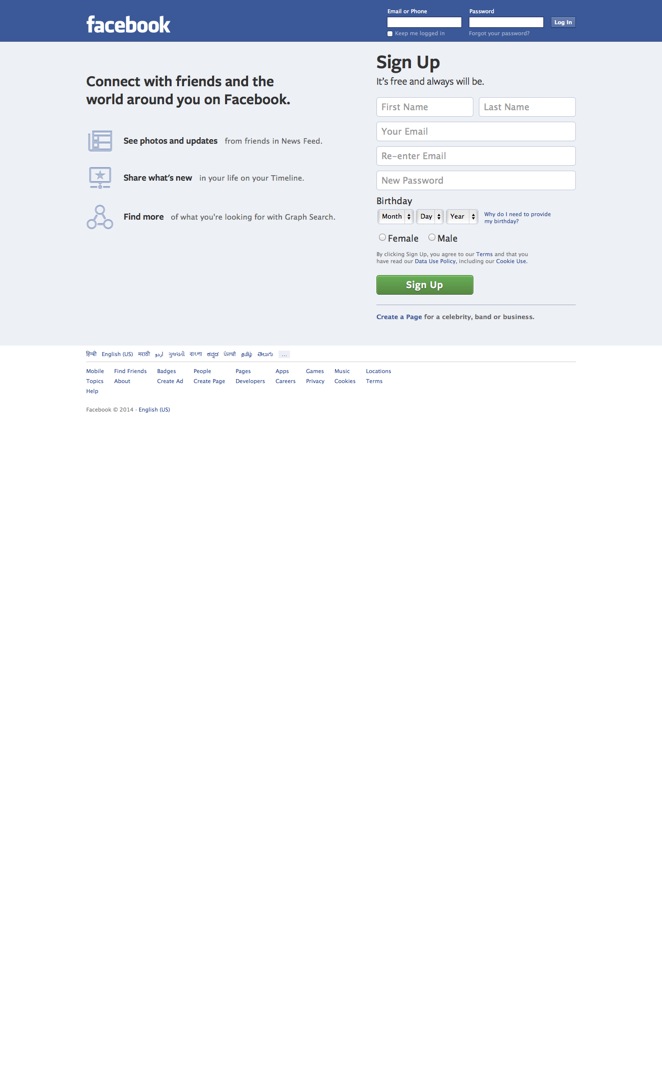 facebook
Email or Phone
Password
Log In
Keep me logged in
Forgot your password?
Connect with friends and the
world around you on Facebook.
See photos and updates from friends in News Feed.
Share what's new in your life on your Timeline.
Find more of what you're looking for with Graph Search.
Sign Up
It's free and always will be.
First Name
Last Name
Your Email
Re-enter Email
New Password
Birthday
Month
Day
Year
Why do I need to provide
my birthday?
Female
Male
By clicking Sign Up, you agree to our Terms and that you
have read our Data Use Policy, including our Cookie Use.
Sign Up
Create a Page for a celebrity, band or business.
हिन्दी English (US) मराठी اردو ગુજરાતી বাংলা ಕನ್ನಡ ਪੰਜਾਬੀ தமிழ் తెలుగు ...
Mobile Find Friends Badges People Pages Apps Games Music Locations
Topics About Create Ad Create Page Developers Careers Privacy Cookies Terms
Help
Facebook © 2014 · English (US)